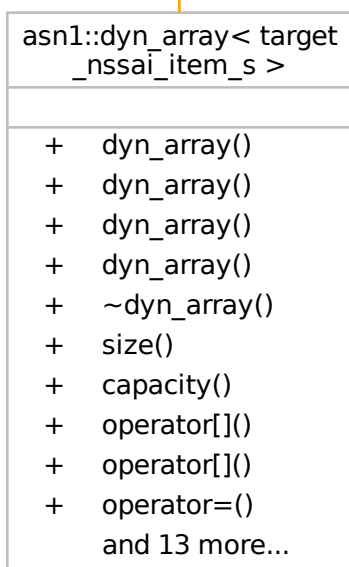 asn1::dyn_array< target
_nssai_item_s >
+ dyn_array()
+ dyn_array()
+ dyn_array()
+ dyn_array()
+ ~dyn_array()
+ size()
+ capacity()
+ operator[]()
+ operator[]()
+ operator=()
and 13 more...